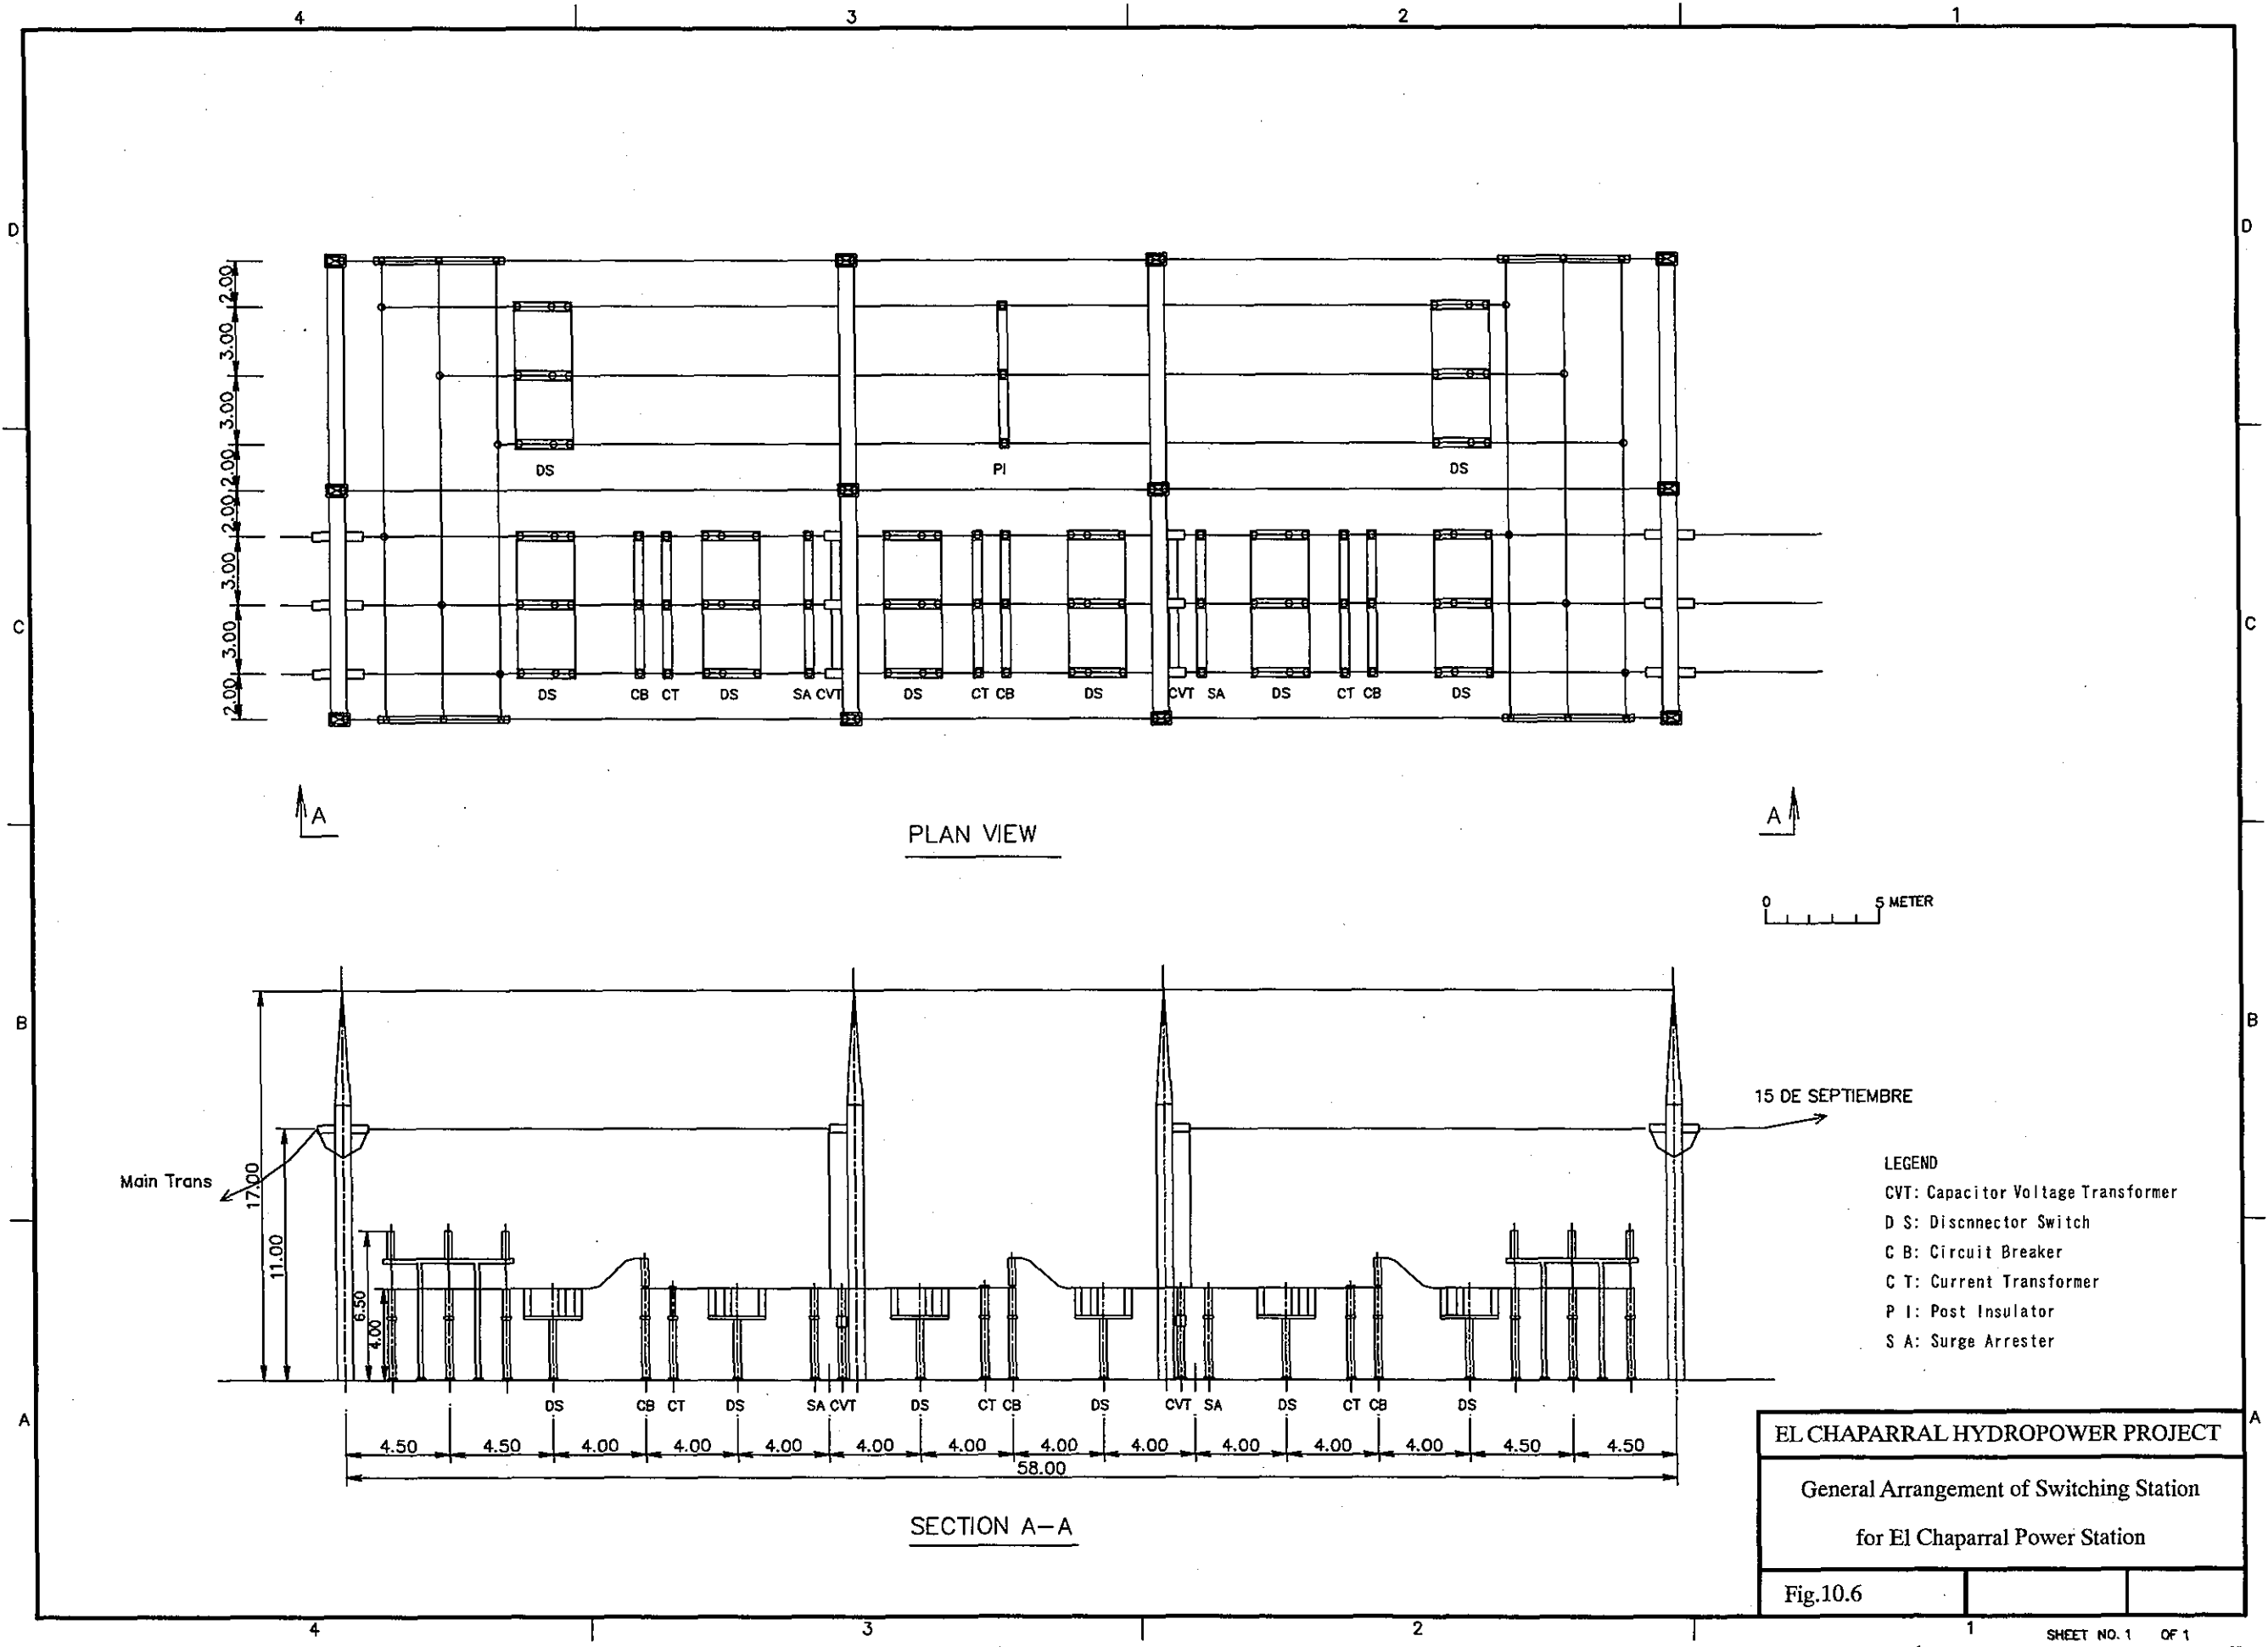 4 3 2 1
D D
2.00
3.00
3.00
2.00
DS PI DS
2.00
3.00
C C
3.00
2.00
DS CB CT DS SA CVT DS CT CB DS CVT SA DS CT CB DS
A A
PLAN VIEW
0 5 METER
B B
15 DE SEPTIEMBRE
Main Trans
17.00
11.00
6.50
4.00
LEGEND
CVT: Capacitor Voltage Transformer
D S: Discnnector Switch
C B: Circuit Breaker
C T: Current Transformer
P I: Post Insulator
S A: Surge Arrester
DS CB CT DS SA CVT DS CT CB DS CVT SA DS CT CB DS
A A
4.50 4.50 4.00 4.00 4.00 4.00 4.00 4.00 4.00 4.00 4.00 4.00 4.50 4.50
58.00
SECTION A-A
EL CHAPARRAL HYDROPOWER PROJECT
General Arrangement of Switching Station
for El Chaparral Power Station
Fig.10.6
4 3 2 1
SHEET NO. 1 OF 1